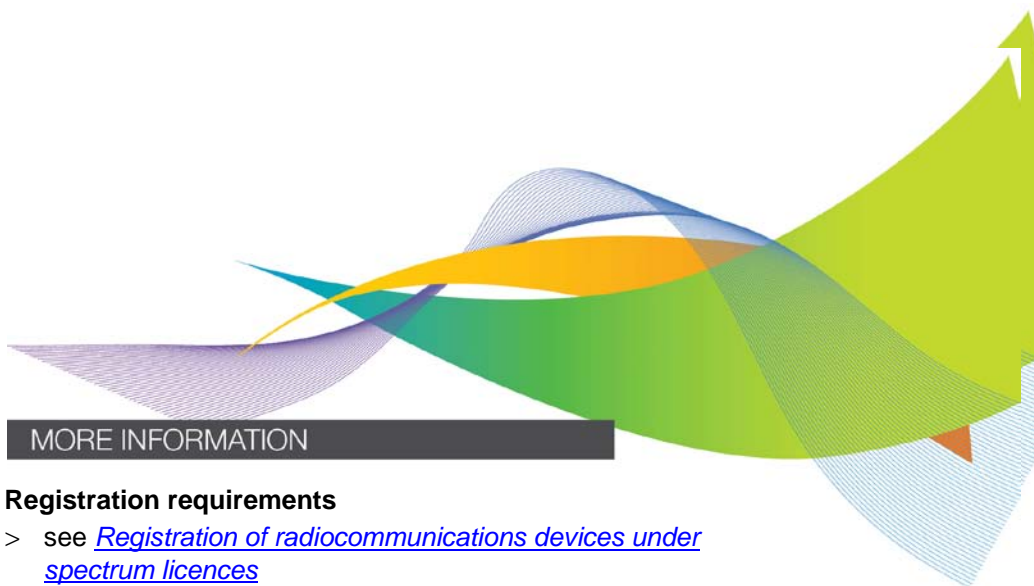 MORE INFORMATION
Registration requirements
> see Registration of radiocommunications devices under
spectrum licences